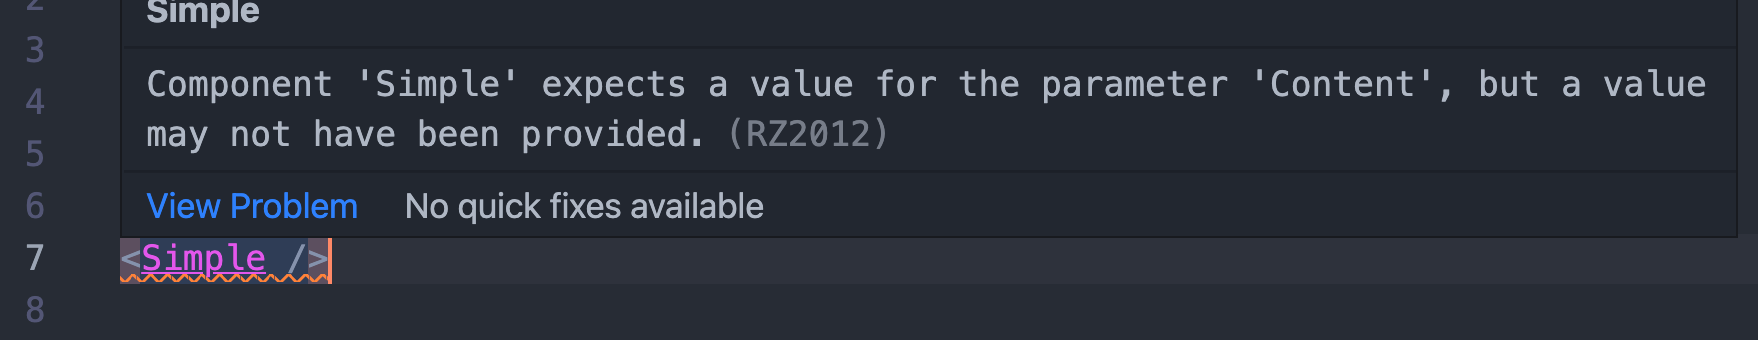 2
Simple
3
Component 'Simple' expects a value for the parameter 'Content', but a value
4
may not have been provided. (RZ2012)
5
6 View Problem No quick fixes available
7 <Simple />
8